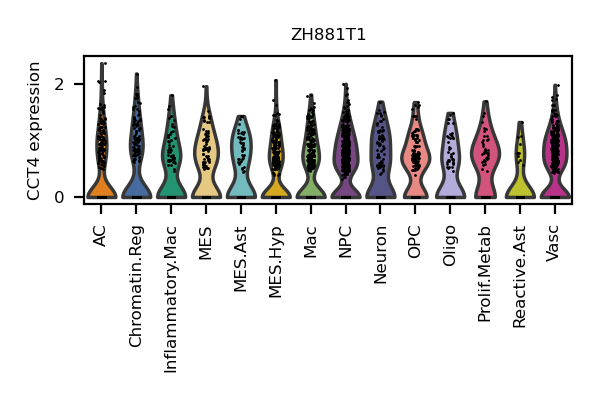 ZH881T1
CCT4 expression
2
0
AC
Chromatin.Reg
Inflammatory.Mac
MES
MES.Ast
MES.Hyp
Mac
NPC
Neuron
OPC
Oligo
Prolif.Metab
Reactive.Ast
Vasc